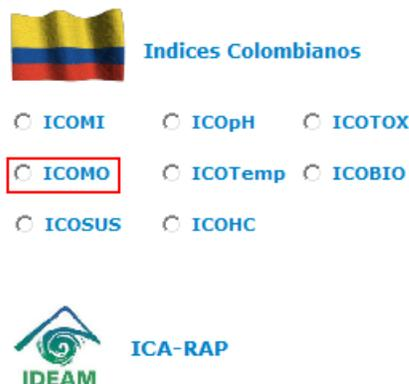 Indices Colombianos
ICOMI ICOpH ICOTOX
ICOMO ICOTemp ICOBIO
ICOSUS ICOHC
ICA-RAP
IDEAM